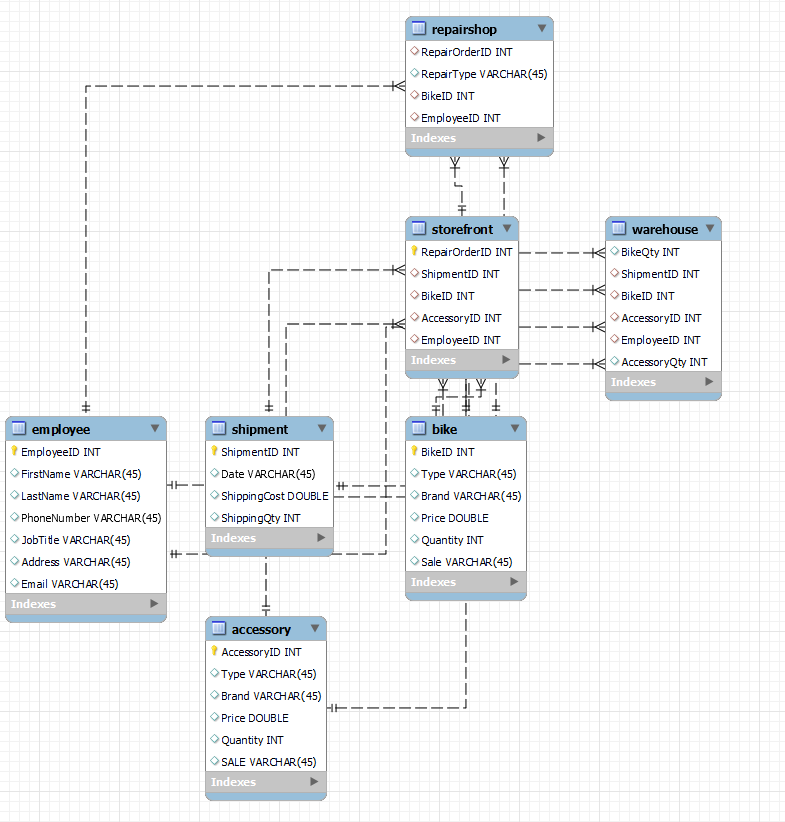 repairshop
RepairOrderID INT
RepairType VARCHAR(45)
BikeID INT
EmployeeID INT
Indexes
storefront
RepairOrderID INT
ShipmentID INT
BikeID INT
AccessoryID INT
EmployeeID INT
Indexes
warehouse
BikeQty INT
ShipmentID INT
BikeID INT
AccessoryID INT
EmployeeID INT
AccessoryQty INT
Indexes
employee
EmployeeID INT
FirstName VARCHAR(45)
LastName VARCHAR(45)
PhoneNumber VARCHAR(45)
JobTitle VARCHAR(45)
Address VARCHAR(45)
Email VARCHAR(45)
Indexes
shipment
ShipmentID INT
Date VARCHAR(45)
ShippingCost DOUBLE
ShippingQty INT
Indexes
bike
BikeID INT
Type VARCHAR(45)
Brand VARCHAR(45)
Price DOUBLE
Quantity INT
Sale VARCHAR(45)
Indexes
accessory
AccessoryID INT
Type VARCHAR(45)
Brand VARCHAR(45)
Price DOUBLE
Quantity INT
SALE VARCHAR(45)
Indexes